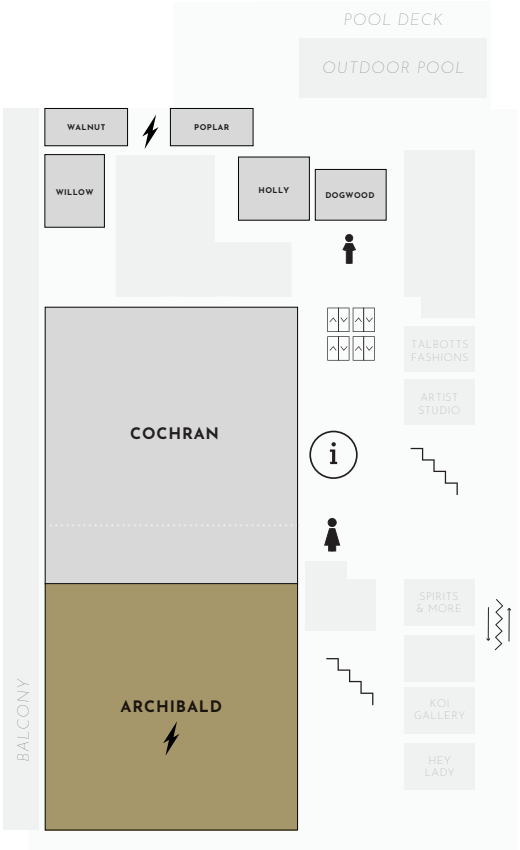 POOL DECK
OUTDOOR POOL
WALNUT
POPLAR
WILLOW
HOLLY
DOGWOOD
TALBOTTS
FASHIONS
ARTIST
STUDIO
COCHRAN
i
SPIRITS
& MORE
BALCONY
ARCHIBALD
KOI
GALLERY
HEY
LADY